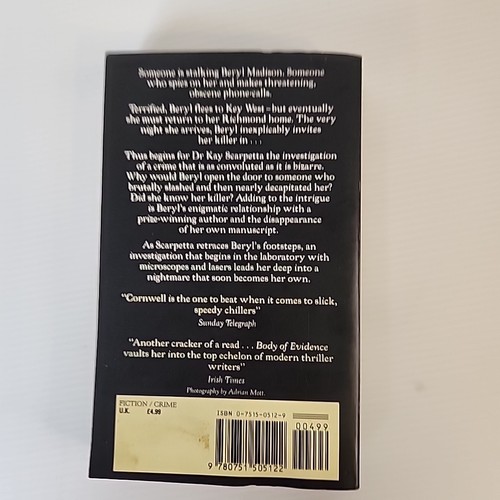 Someone is stalking Beryl Madison. Someone
who spies on her and makes threatening,
obscene phone calls.
Terrified, Beryl flees to Key West – but eventually
she must return to her Richmond home. The very
night she arrives, Beryl inexplicably invites
her killer in . . .
Thus begins for Dr Kay Scarpetta the investigation
of a crime that is as convoluted as it is bizarre.
Why would Beryl open the door to someone who
brutally slashed and then nearly decapitated her?
Did she know her killer? Adding to the intrigue
is Beryl's enigmatic relationship with a
prize-winning author and the disappearance
of her own manuscript.
As Scarpetta retraces Beryl's footsteps, an
investigation that begins in the laboratory with
microscopes and lasers leads her deep into a
nightmare that soon becomes her own.
"Cornwell is the one to beat when it comes to slick,
speedy chillers"
Sunday Telegraph
"Another cracker of a read . . . Body of Evidence
vaults her into the top echelon of modern thriller
writers"
Irish Times
Photography by Adrian Mott.
FICTION / CRIME
U.K. £4.99
ISBN 0-7515-0512-9
00499
9 780751 505122